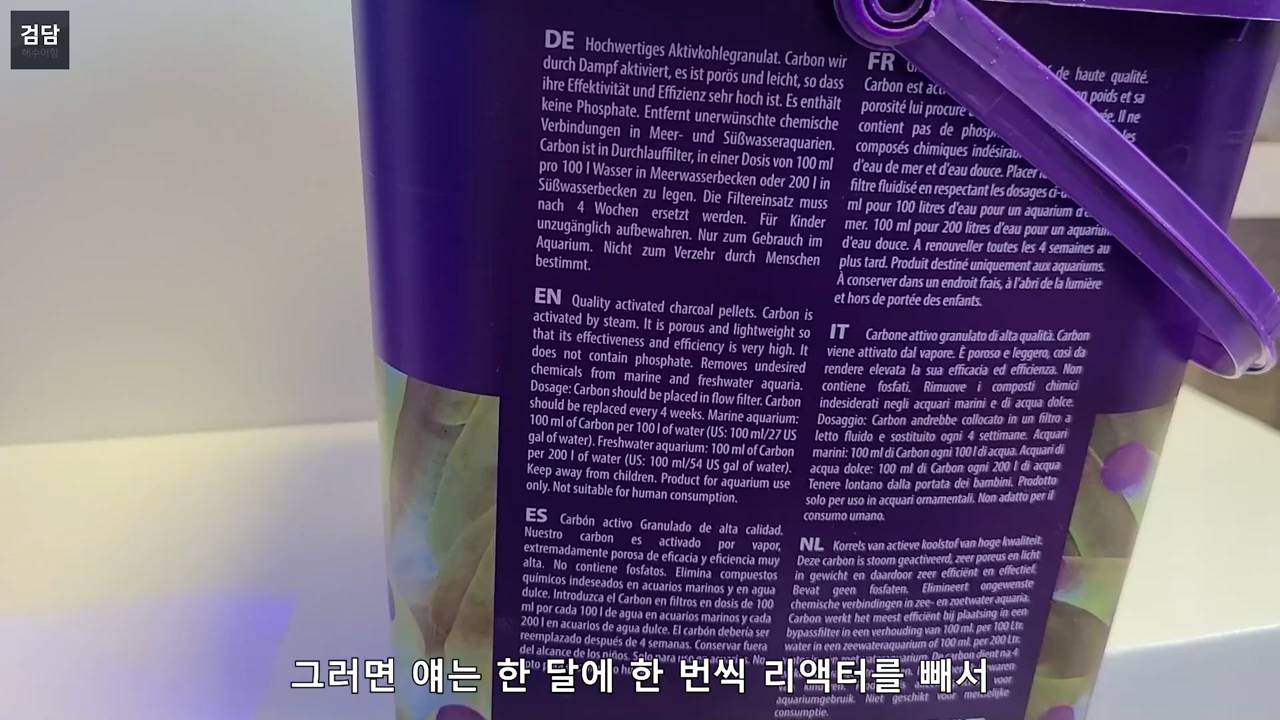 검담
해수어항
DE Hochwertiges Aktivkohlegranulat. Carbon wir
durch Dampf aktiviert, es ist porös und leicht, so dass
ihre Effektivität und Effizienz sehr hoch ist. Es enthält
keine Phosphate. Entfernt unerwünschte chemische
Verbindungen in Meer- und Süßwasseraquarien.
Carbon ist in Durchlauffilter, in einer Dosis von 100 ml
pro 100 l Wasser in Meerwasserbecken oder 200 l in
Süßwasserbecken zu legen. Die Filtereinsatz muss
nach 4 Wochen ersetzt werden. Für Kinder
unzugänglich aufbewahren. Nur zum Gebrauch im
Aquarium. Nicht zum Verzehr durch Menschen
bestimmt.
EN Quality activated charcoal pellets. Carbon is
activated by steam. It is porous and lightweight so
that its effectiveness and efficiency is very high. It
does not contain phosphate. Removes undesired
chemicals from marine and freshwater aquaria.
Dosage: Carbon should be placed in flow filter. Carbon
should be replaced every 4 weeks. Marine aquarium:
100 ml of Carbon per 100 l of water (US: 100 ml/27 US
gal of water). Freshwater aquarium: 100 ml of Carbon
per 200 l of water (US: 100 ml/54 US gal of water).
Keep away from children. Product for aquarium use
only. Not suitable for human consumption.
ES Carbón activo Granulado de alta calidad.
Nuestro carbon es activado por vapor,
extremadamente porosa de eficacia y eficiencia muy
alta. No contiene fosfatos. Elimina compuestos
químicos indeseados en acuarios marinos y en agua
dulce. Introduzca el Carbon en filtros en dosis de 100
ml por cada 100 l de agua en acuarios marinos y cada
200 l en acuarios de agua dulce. El carbón debería ser
reemplazado después de 4 semanas. Conservar fuera
del alcance de los niños. Solo para
FR de haute qualité.
Carbon est poids et sa
porosité lui procure Il ne
contient pas de les
composés chimiques
d'eau de mer et d'eau douce. Placer
filtre fluidisé en respectant les dosages
ml pour 100 litres d'eau pour un aquarium
mer. 100 ml pour 200 litres d'eau pour un aquarium
d'eau douce. A renouveller toutes les 4 semaines au
plus tard. Produit destiné uniquement aux aquariums.
À conserver dans un endroit frais, à l'abri de la lumière
et hors de portée des enfants.
IT Carbone attivo granulato di alta qualità. Carbon
viene attivato dal vapore. È poroso e leggero, così da
rendere elevata la sua efficacia ed efficienza. Non
contiene fosfati. Rimuove i composti chimici
indesiderati negli acquari marini e di acqua dolce.
Dosaggio: Carbon andrebbe collocato in un filtro a
letto fluido e sostituito ogni 4 settimane. Acquari
marini: 100 ml di Carbon ogni 100 l di acqua. Acquari di
acqua dolce: 100 ml di Carbon ogni 200 l di acqua
Tenere lontano dalla portata dei bambini. Prodotto
solo per uso in acquari ornamentali. Non adatto per il
consumo umano.
NL Korrels van actieve koolstof van hoge kwaliteit.
Deze carbon is stoom geactiveerd, zeer poreus en licht
in gewicht en daardoor zeer efficiënt en effectief.
Bevat geen fosfaten. Elimineert ongewenste
chemische verbindingen in zee- en zoetwater aquaria.
Carbon werkt het meest efficiënt bij plaatsing in een
bypassfilter in een verhouding van 100 ml. per 100 Ltr.
water in een zeewateraquarium of 100 ml. per 200 Ltr.
aquariumgebruik. Niet geschikt voor menselijke
consumptie.
그러면 얘는 한 달에 한 번씩 리액터를 빼서